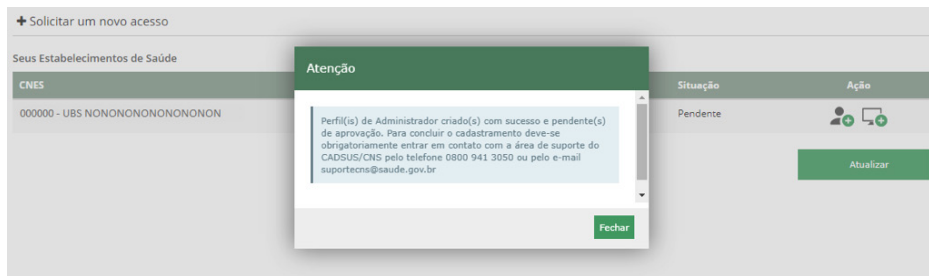 Solicitar um novo acesso
Seus Estabelecimentos de Saúde
CNES
Situação
Ação
000000 - UBS NONONONONONONONON
Pendente
Atualizar
Atenção
Perfil(is) de Administrador criado(s) com sucesso e pendente(s)
de aprovação. Para concluir o cadastramento deve-se
obrigatoriamente entrar em contato com a área de suporte do
CADSUS/CNS pelo telefone 0800 941 3050 ou pelo e-mail
suportecns@saude.gov.br
Fechar